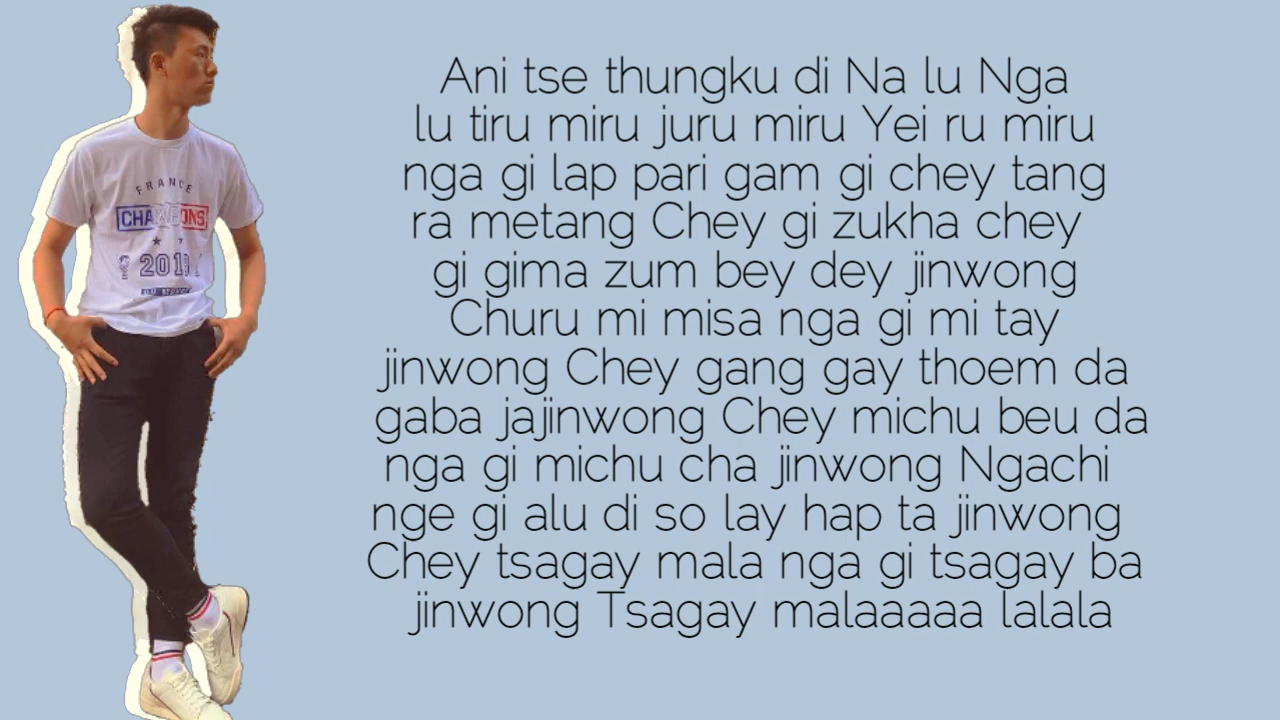 FRANCE
CHA
ONS
201
Ani tse thungku di Na lu Nga
lu tiru miru juru miru Yei ru miru
nga gi lap pari gam gi chey tang
ra metang Chey gi zukha chey
gi gima zum bey dey jinwong
Churu mi misa nga gi mi tay
jinwong Chey gang gay thoem da
gaba jajinwong Chey michu beu da
nga gi michu cha jinwong Ngachi
nge gi alu di so lay hap ta jinwong
Chey tsagay mala nga gi tsagay ba
jinwong Tsagay malaaaaa lalala